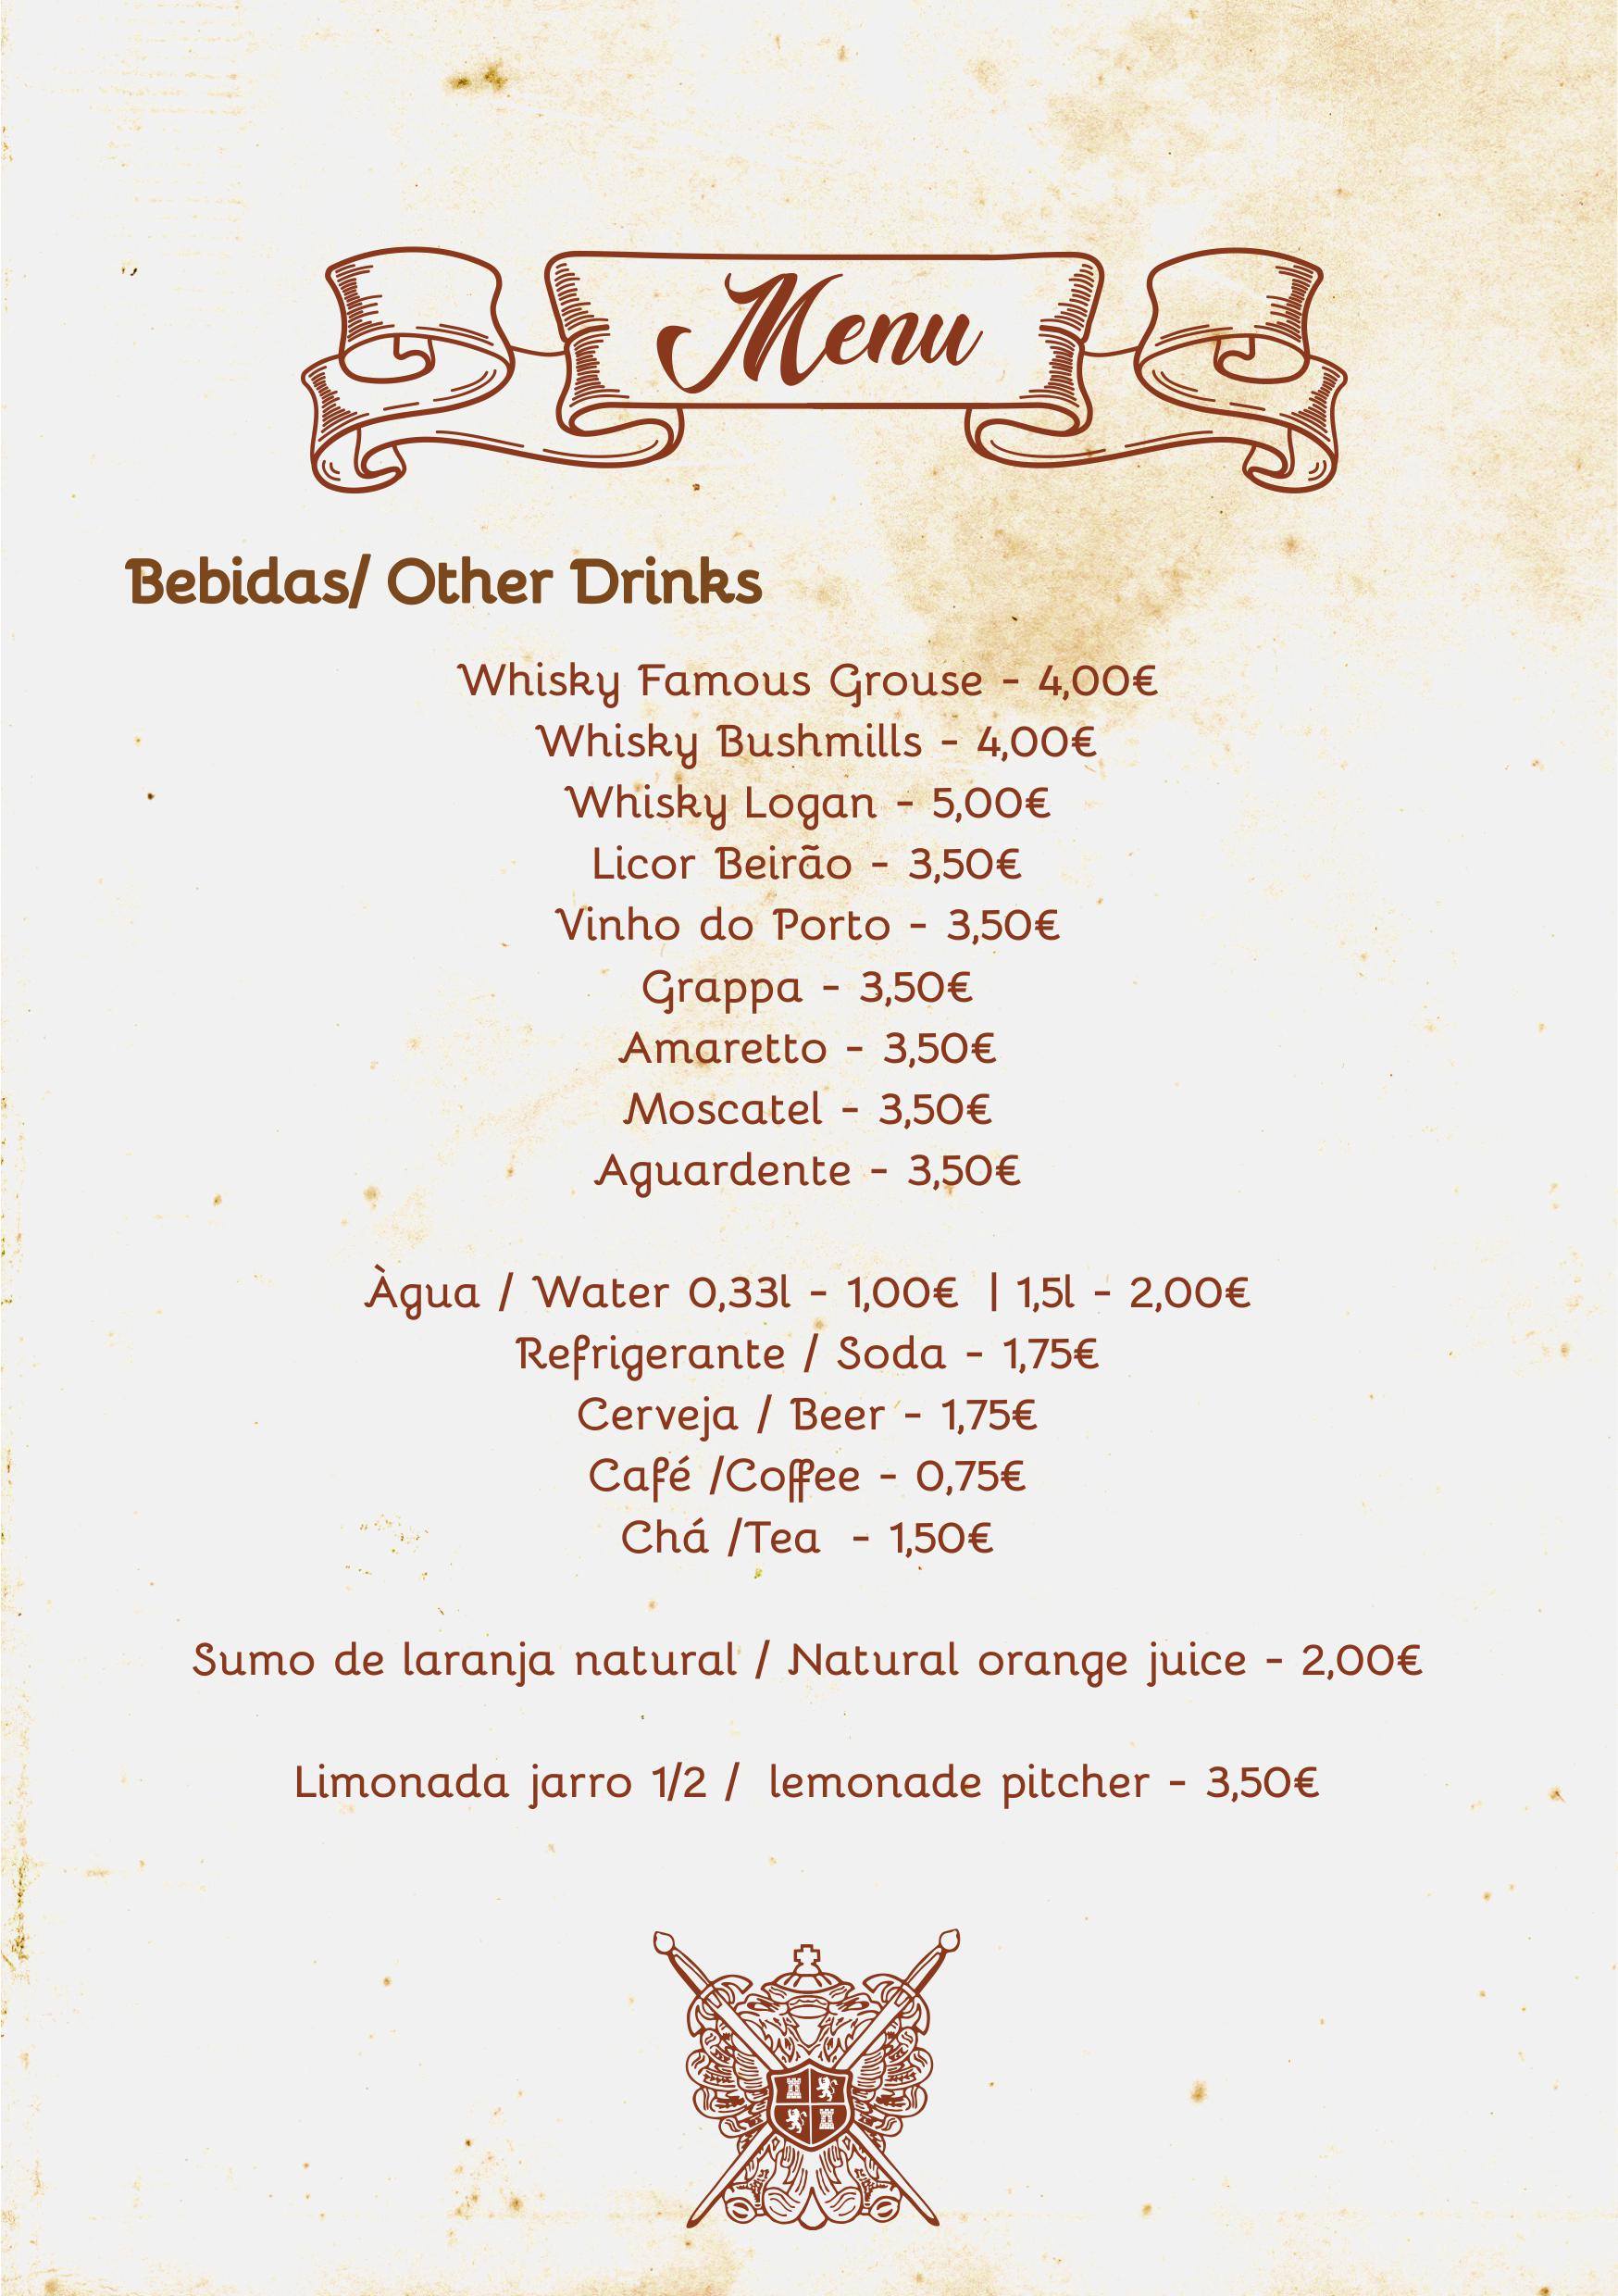 Menu
Bebidas/ Other Drinks
Whisky Famous Grouse - 4,00€
Whisky Bushmills - 4,00€
Whisky Logan - 5,00€
Licor Beirão - 3,50€
Vinho do Porto - 3,50€
Grappa - 3,50€
Amaretto - 3,50€
Moscatel - 3,50€
Aguardente - 3,50€
Àgua / Water 0,33l - 1,00€ | 1,5l - 2,00€
Refrigerante / Soda - 1,75€
Cerveja / Beer - 1,75€
Café /Coffee - 0,75€
Chá /Tea - 1,50€
Sumo de laranja natural / Natural orange juice - 2,00€
Limonada jarro 1/2 / lemonade pitcher - 3,50€